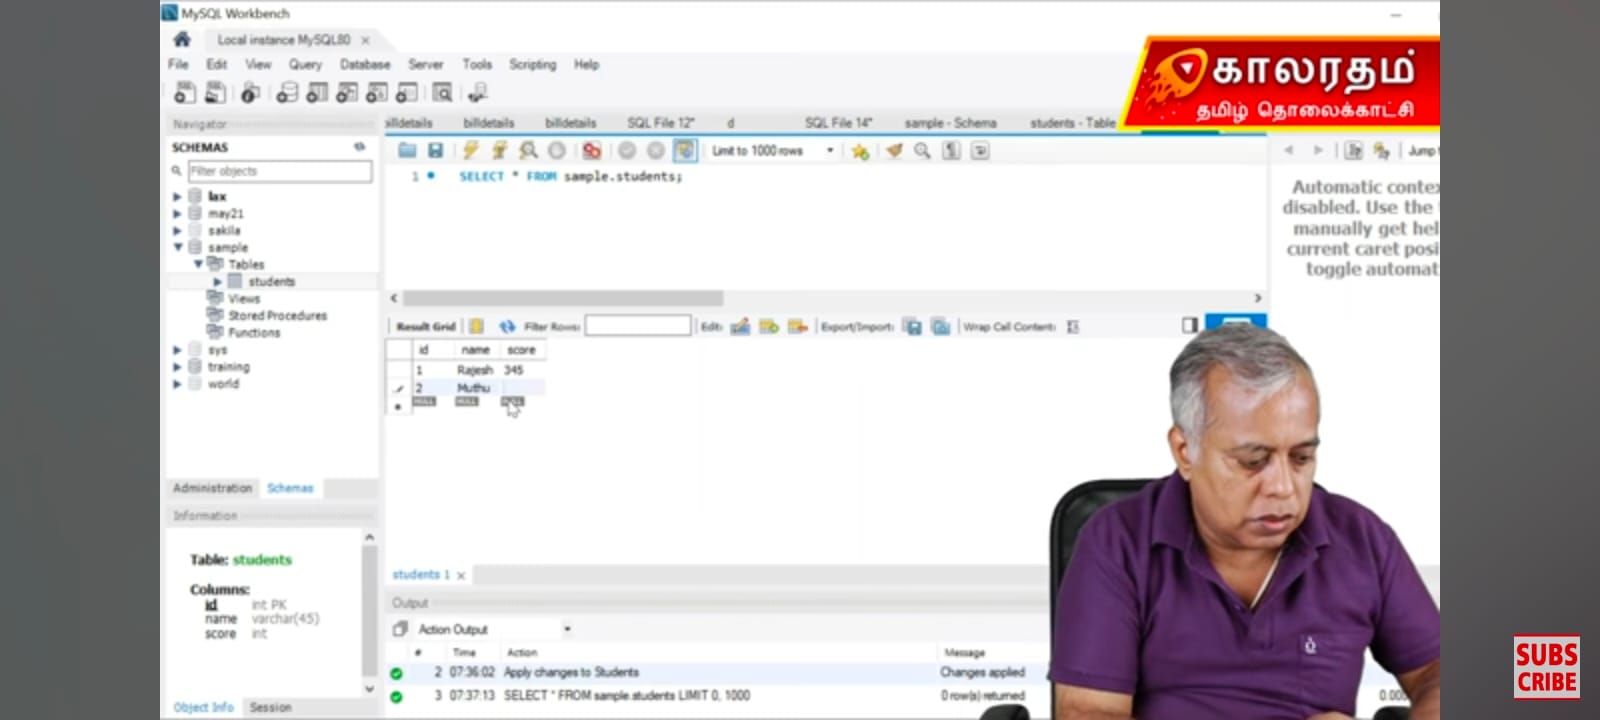 MySQL Workbench
Local instance MySQL80
File Edit View Query Database Server Tools Scripting Help
காலரதம்
தமிழ் தொலைக்காட்சி
Navigator
SCHEMAS
Filter objects
lax
may21
sakila
sample
Tables
students
Views
Stored Procedures
Functions
sys
training
world
Administration Schemas
Information
Table: students
Columns:
id int PK
name varchar(45)
score int
Object Info Session
billdetails billdetails billdetails SQL File 12* d SQL File 14* sample - Schema students - Table
Limit to 1000 rows
1 SELECT * FROM sample.students;
Result Grid Filter Rows: Edit: Export/Import: Wrap Cell Content:
id name score
1 Rajesh 345
2 Muthu
NULL NULL NULL
students 1
Output
Action Output
# Time Action Message
2 07:36:02 Apply changes to Students Changes applied
3 07:37:13 SELECT * FROM sample.students LIMIT 0, 1000 0 row(s) returned 0.00
Jump
Automatic contex
disabled. Use the
manually get hel
current caret posi
toggle automat
SUBS
CRIBE